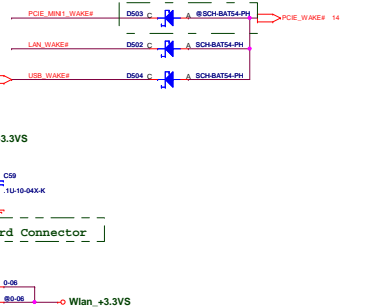 PCIE_MINI1_WAKE# D503 C A @SCH-BAT54-PH PCIE_WAKE# 14
LAN_WAKE# D502 C A SCH-BAT54-PH
USB_WAKE# D504 C A SCH-BAT54-PH
3.3VS
C59
.1U-10-04X-K
rd Connector
0-06
@0-06
Wlan_+3.3VS